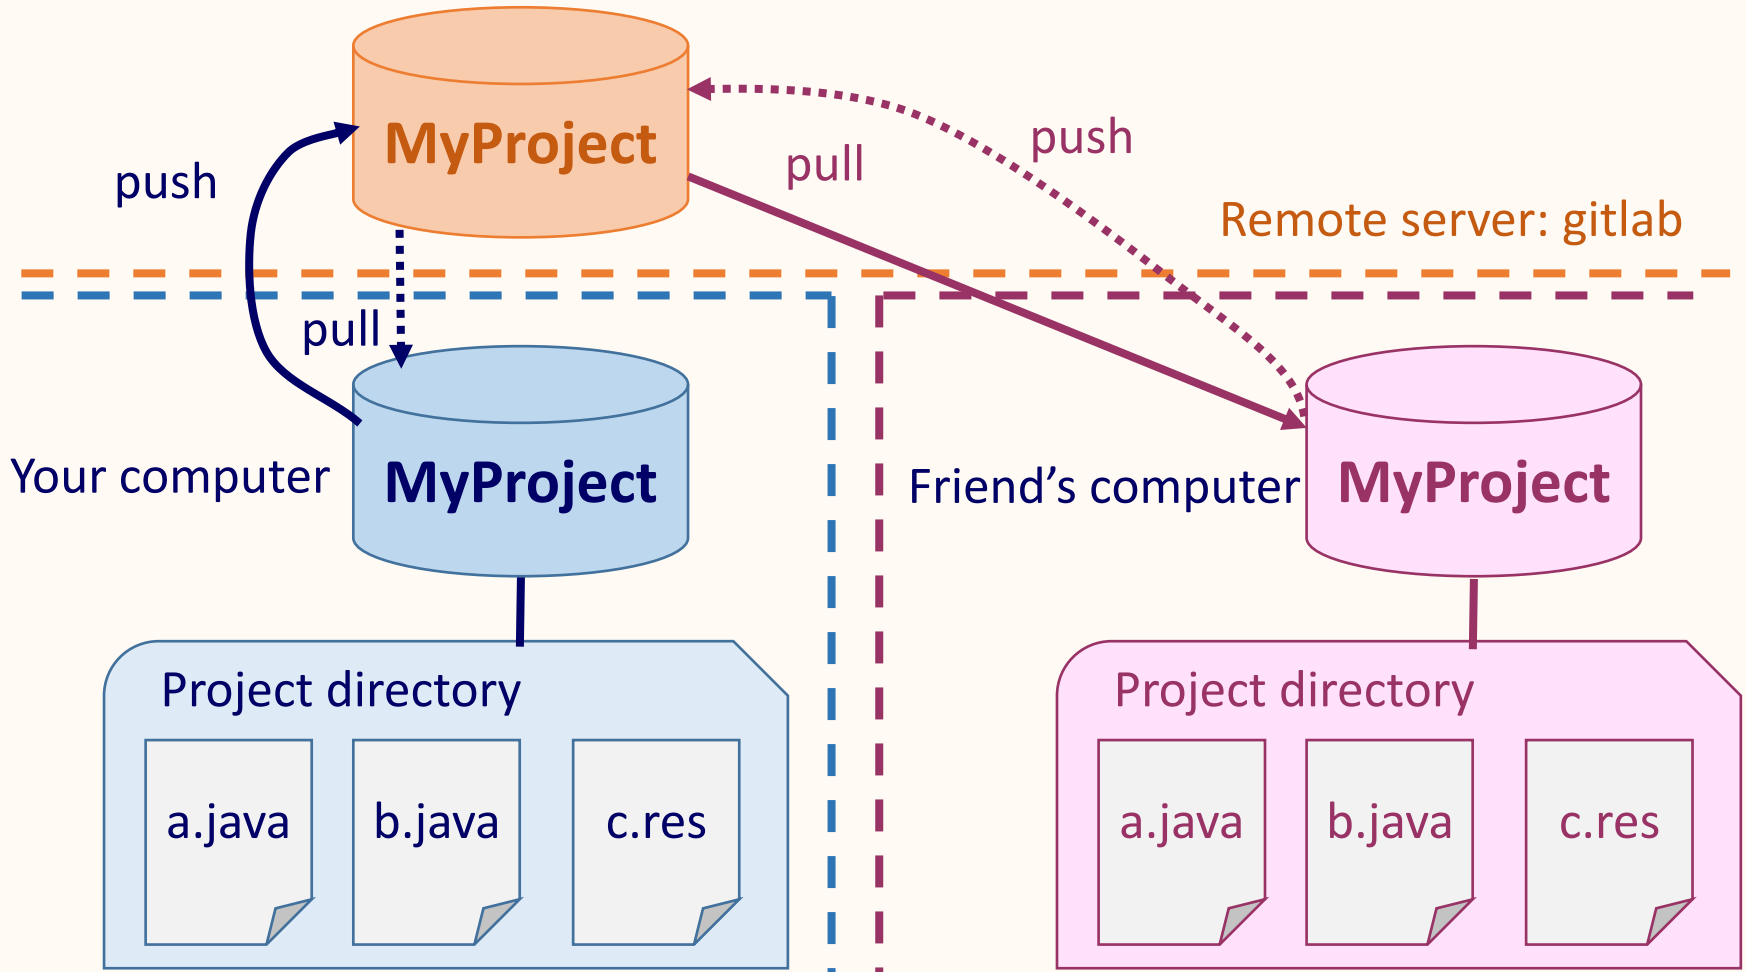 MyProject
push
pull
push
Remote server: gitlab
pull
Your computer
MyProject
Friend’s computer
MyProject
Project directory
a.java
b.java
c.res
Project directory
a.java
b.java
c.res